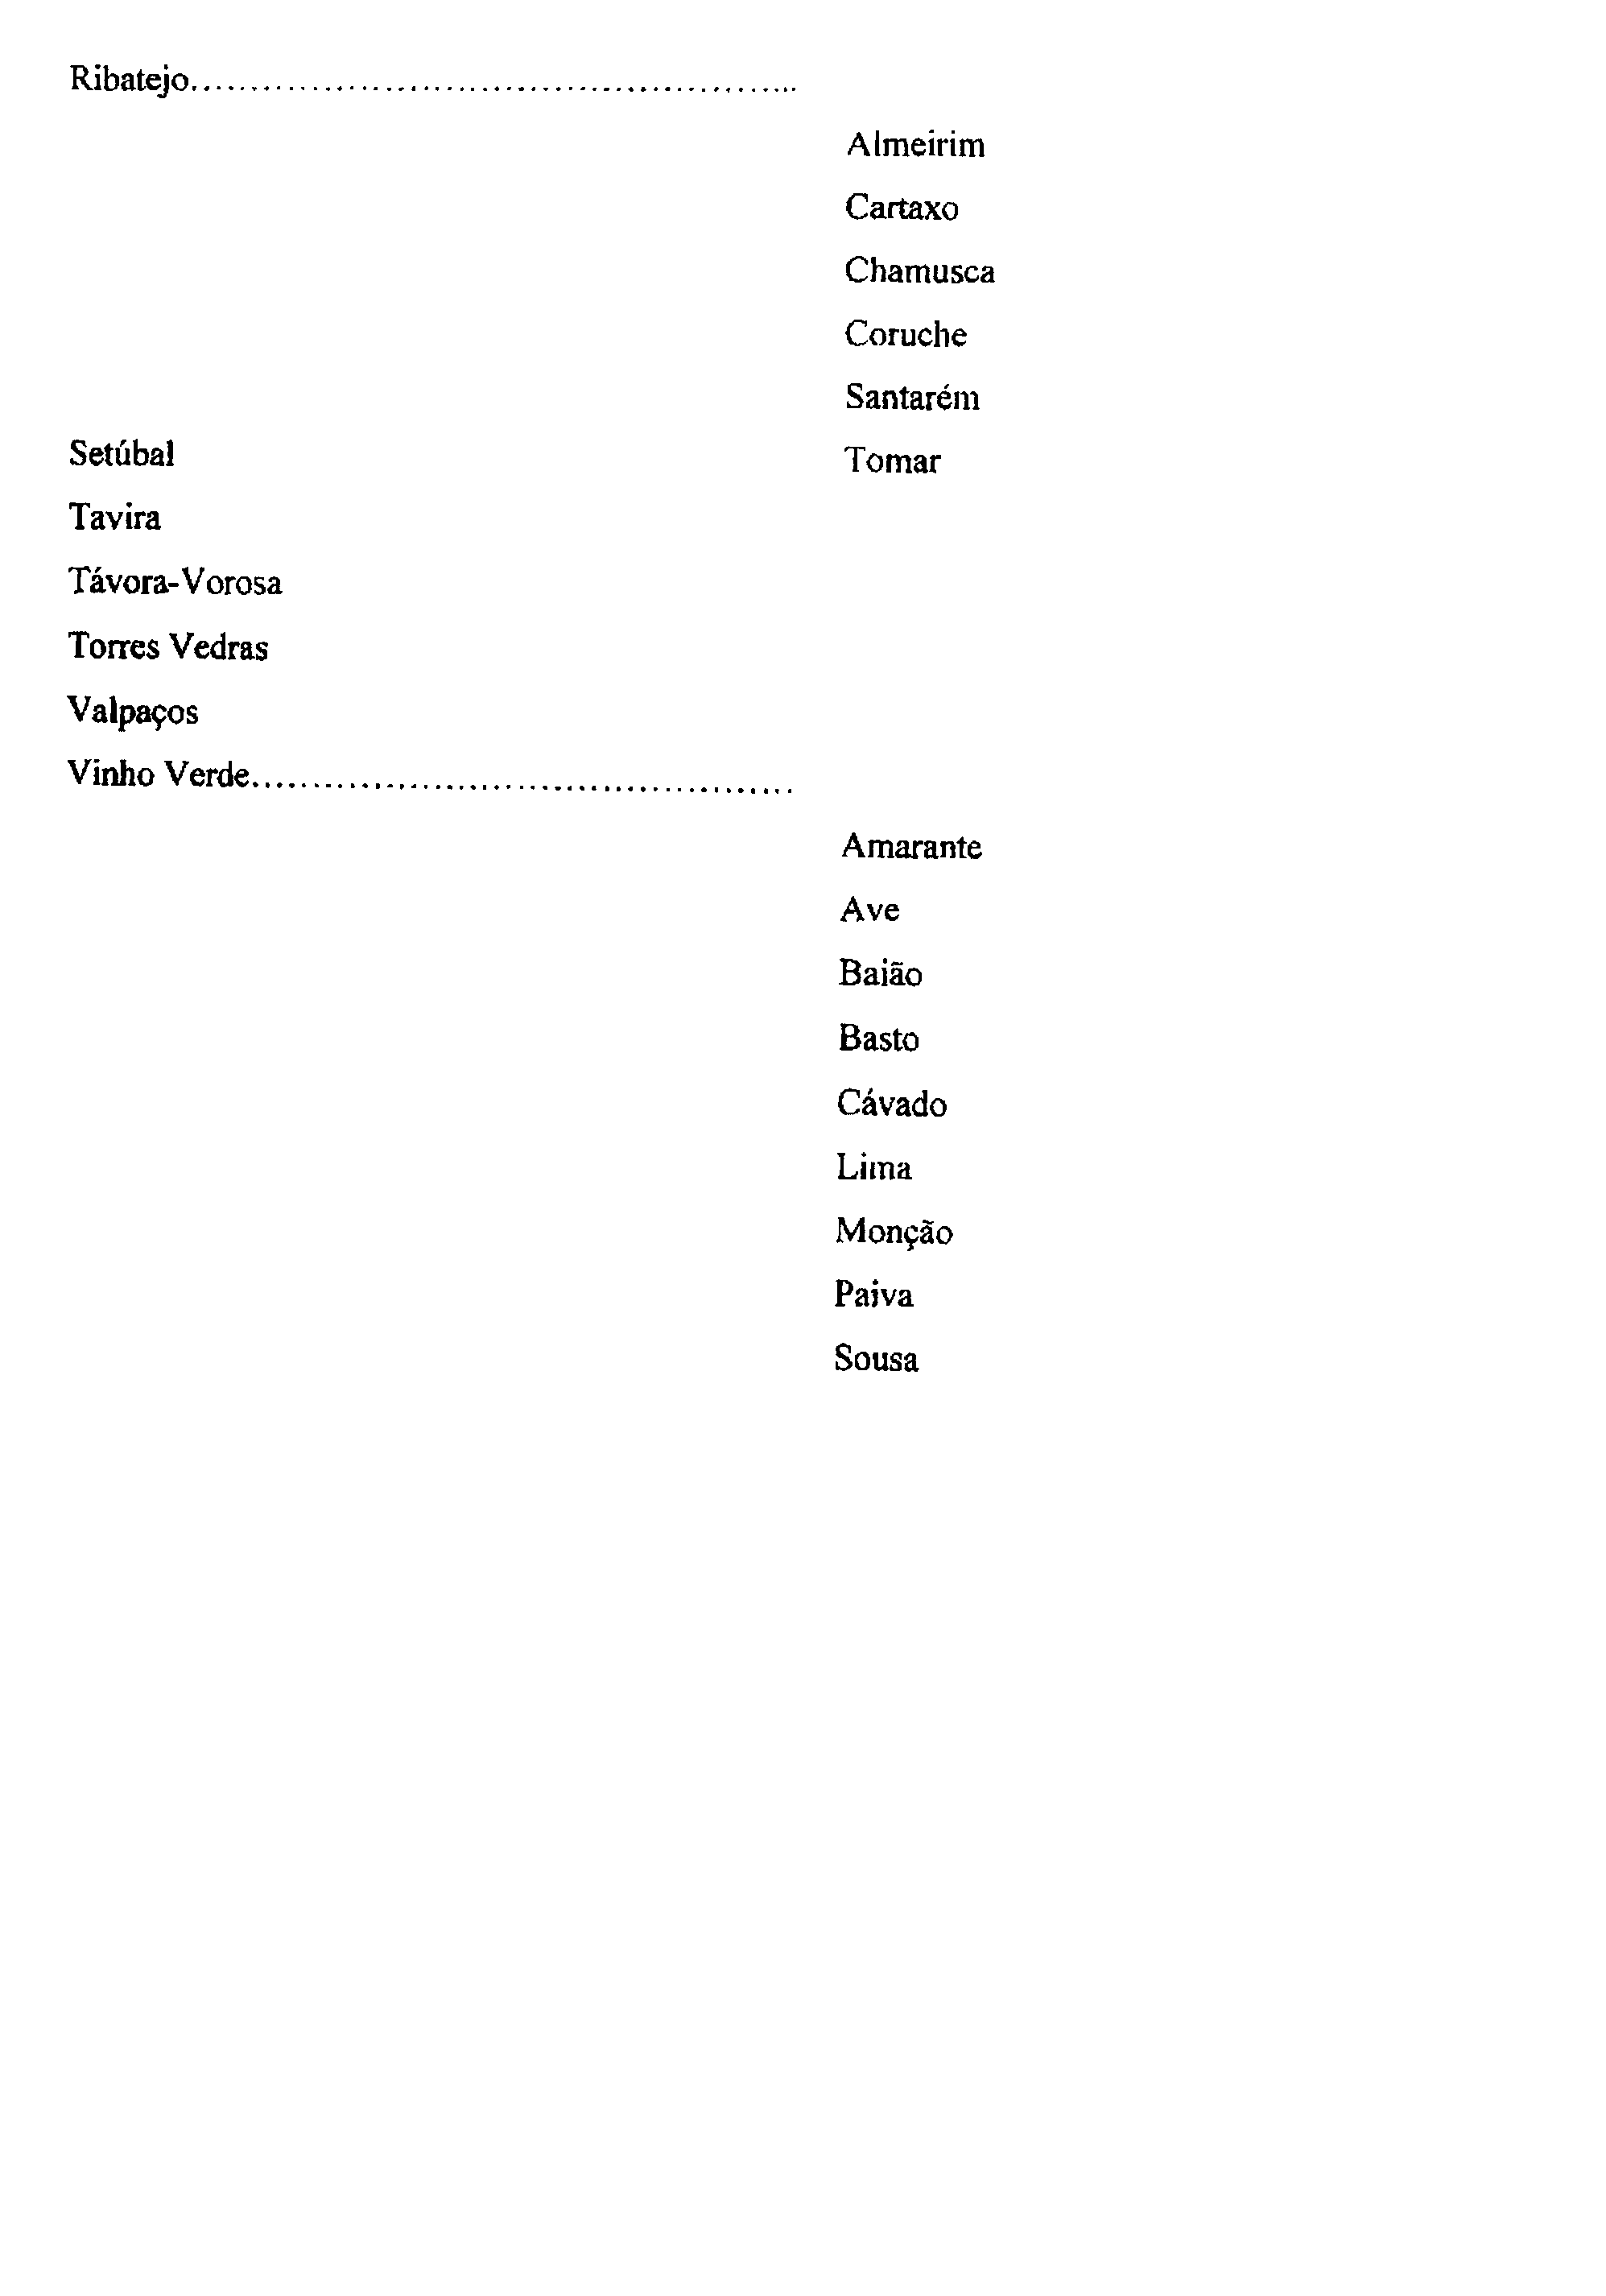 Ribatejo..................................................
Almeirim
Cartaxo
Chamusca
Coruche
Santarém
Setúbal
Tomar
Tavira
Távora-Vorosa
Torres Vedras
Valpaços
Vinho Verde.............................................
Amarante
Ave
Baião
Basto
Cávado
Lima
Monção
Paiva
Sousa